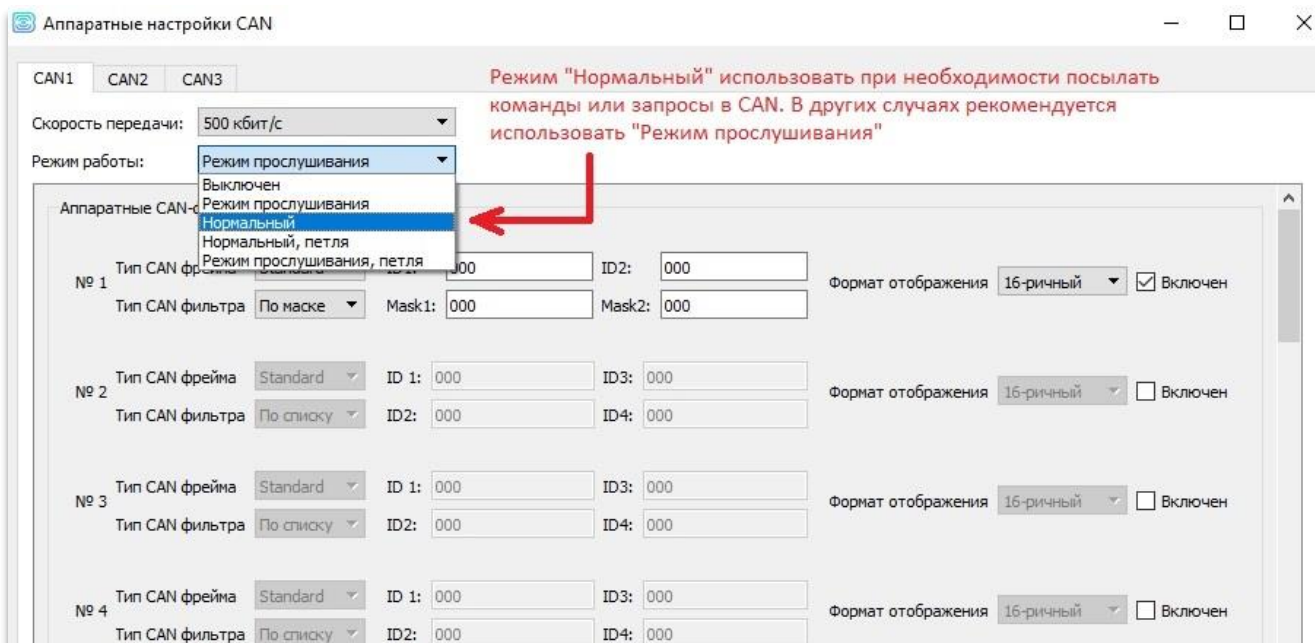 Аппаратные настройки CAN
CAN1 CAN2 CAN3
Режим "Нормальный" использовать при необходимости посылать
команды или запросы в CAN. В других случаях рекомендуется
использовать "Режим прослушивания"
Скорость передачи: 500 кбит/с
Режим работы: Режим прослушивания
Выключен
Режим прослушивания
Нормальный
Нормальный, петля
Режим прослушивания, петля
Аппаратные CAN-
№ 1 Тип CAN фрейма 000 ID2: 000
Тип CAN фильтра По маске Mask1: 000 Mask2: 000
Формат отображения 16-ричный Включен
№ 2 Тип CAN фрейма Standard ID 1: 000 ID3: 000
Тип CAN фильтра По списку ID2: 000 ID4: 000
Формат отображения 16-ричный Включен
№ 3 Тип CAN фрейма Standard ID 1: 000 ID3: 000
Тип CAN фильтра По списку ID2: 000 ID4: 000
Формат отображения 16-ричный Включен
№ 4 Тип CAN фрейма Standard ID 1: 000 ID3: 000
Тип CAN фильтра По списку ID2: 000 ID4: 000
Формат отображения 16-ричный Включен